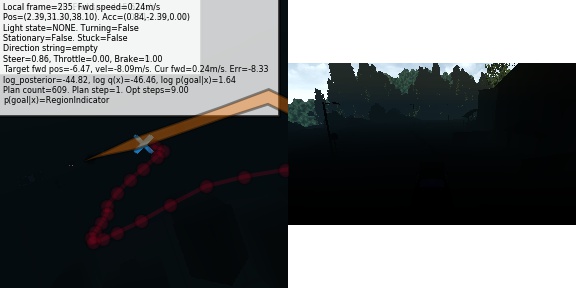 Local frame=235: Fwd speed=0.24m/s
Pos=(2.39,31.30,38.10). Acc=(0.84,-2.39,0.00)
Light state=NONE. Turning=False
Stationary=False. Stuck=False
Direction string=empty
Steer=0.86, Throttle=0.00, Brake=1.00
Target fwd pos=-6.47, vel=-8.09m/s. Cur fwd=0.24m/s. Err=-8.33
log_posterior=-44.82, log q(x)=-46.46, log p(goal|x)=1.64
Plan count=609. Plan step=1. Opt steps=9.00
p(goal|x)=RegionIndicator